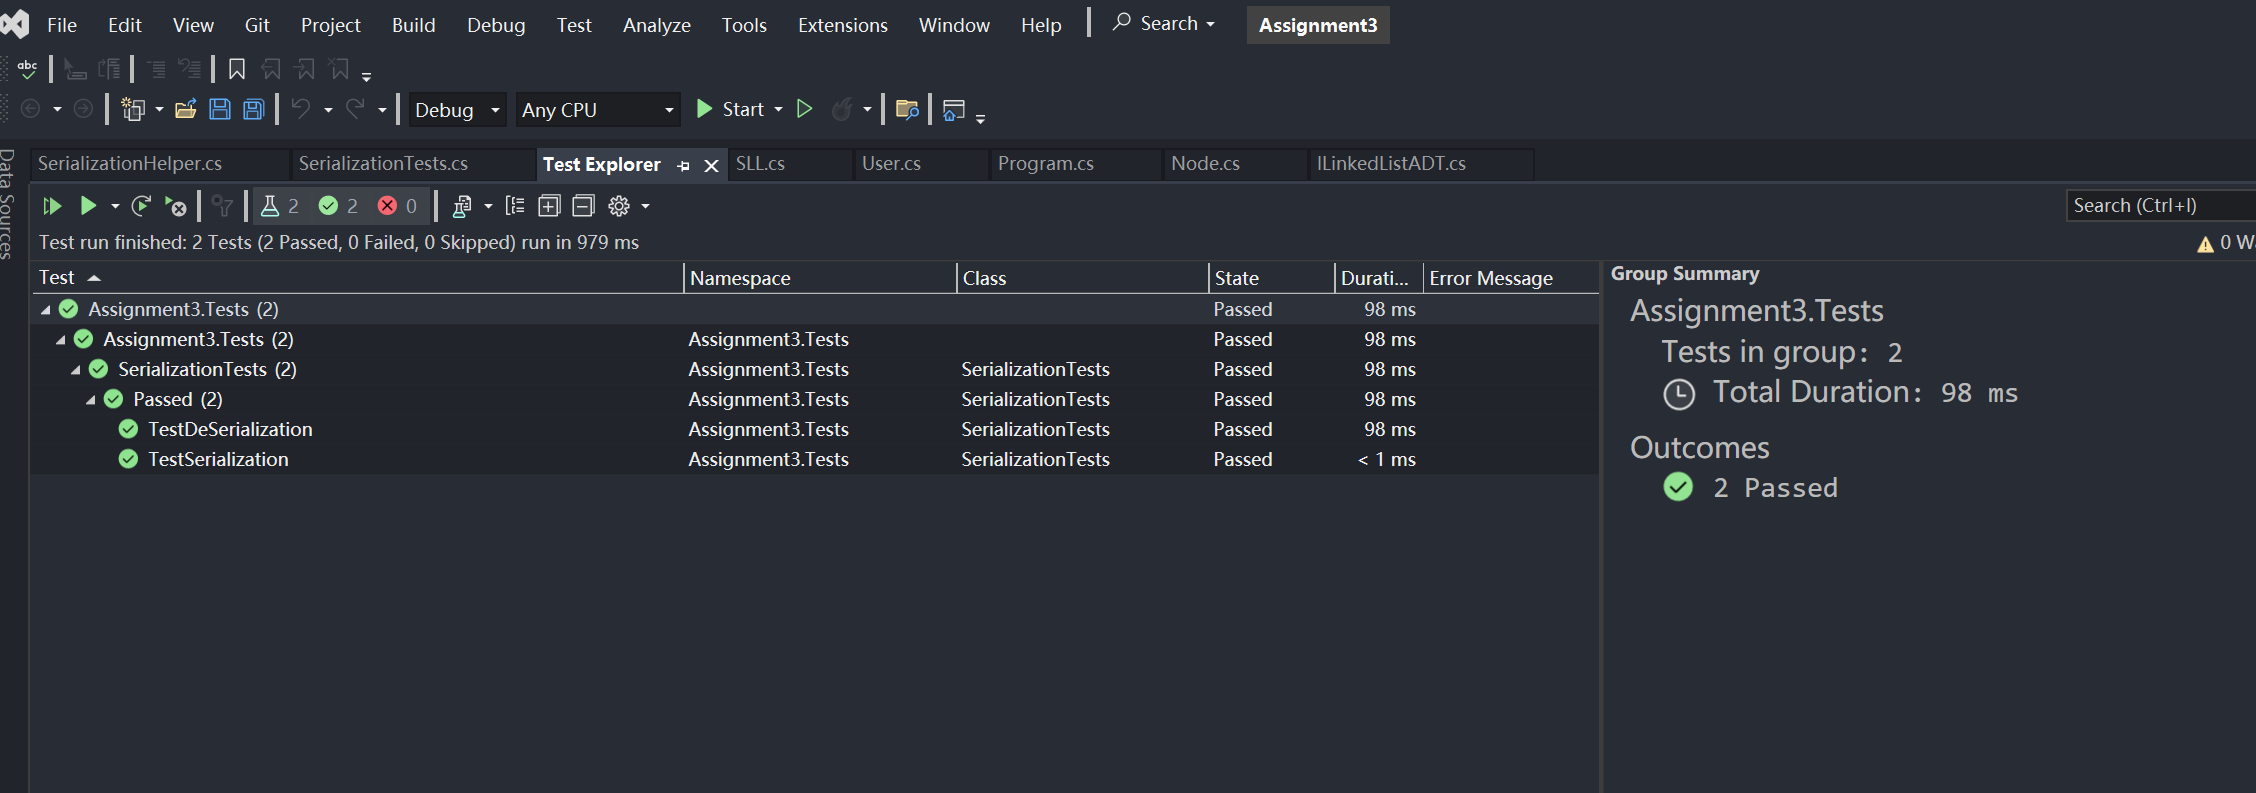 File Edit View Git Project Build Debug Test Analyze Tools Extensions Window Help Search Assignment3
abc
Debug Any CPU Start
Data Sources
SerializationHelper.cs SerializationTests.cs Test Explorer SLL.cs User.cs Program.cs Node.cs ILinkedListADT.cs
2 2 0 Search (Ctrl+I)
Test run finished: 2 Tests (2 Passed, 0 Failed, 0 Skipped) run in 979 ms 0
Test Namespace Class State Durati... Error Message
Assignment3.Tests (2) Passed 98 ms
Assignment3.Tests (2) Assignment3.Tests Passed 98 ms
SerializationTests (2) Assignment3.Tests SerializationTests Passed 98 ms
Passed (2) Assignment3.Tests SerializationTests Passed 98 ms
TestDeSerialization Assignment3.Tests SerializationTests Passed 98 ms
TestSerialization Assignment3.Tests SerializationTests Passed < 1 ms
Group Summary
Assignment3.Tests
Tests in group: 2
Total Duration: 98 ms
Outcomes
2 Passed